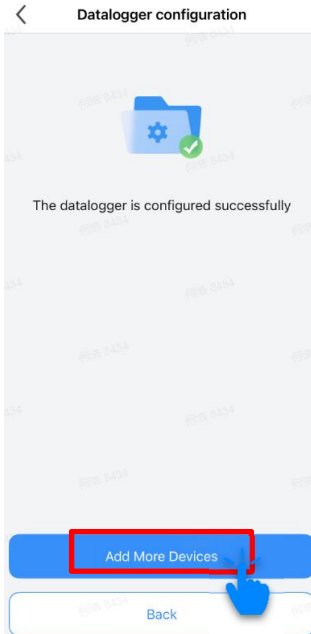 Datalogger configuration
The datalogger is configured successfully
Add More Devices
Back